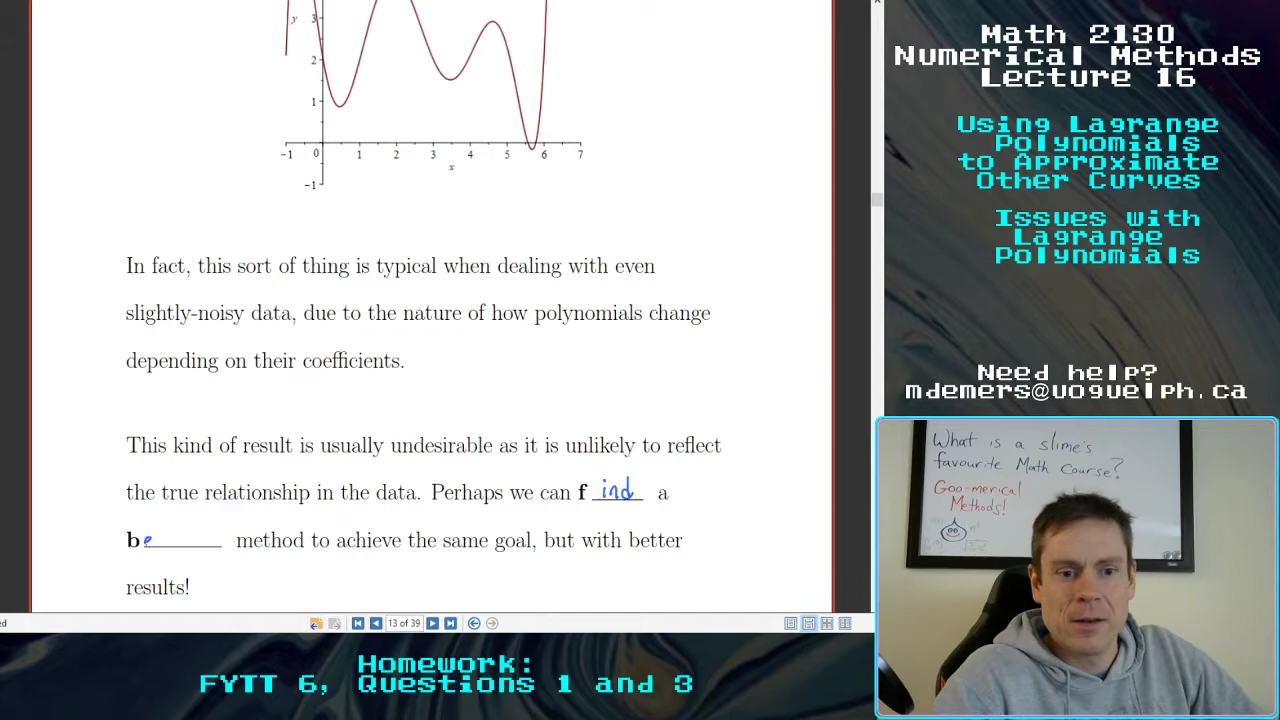 y
3
2
1
-1
0
1
2
3
4
5
6
7
x
-1
In fact, this sort of thing is typical when dealing with even
slightly-noisy data, due to the nature of how polynomials change
depending on their coefficients.
This kind of result is usually undesirable as it is unlikely to reflect
the true relationship in the data. Perhaps we can f ind a
be method to achieve the same goal, but with better
results!
13 of 39
Math 2130
Numerical Methods
Lecture 16
Using Lagrange
Polynomials
to Approximate
Other Curves
Issues with
Lagrange
Polynomials
Need help?
mdemers@uoguelph.ca
What is a slime's
favourite Math Course?
Goo-merical
Methods!
Homework:
FYTT 6, Questions 1 and 3